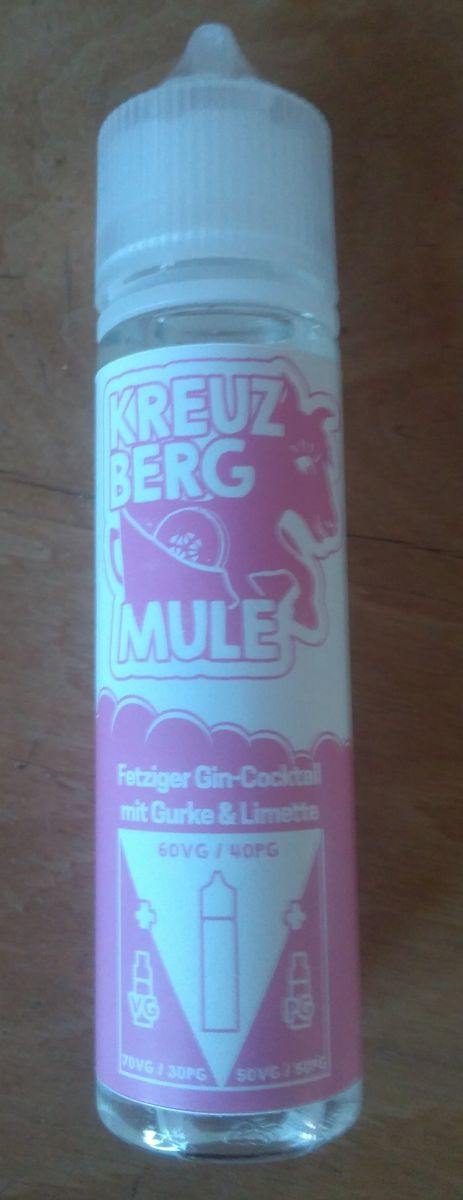 KREUZ
BERG
MULE
Fetziger Gin-Cocktail
mit Gurke & Limette
60VG / 40PG
VG
PG
70VG / 30PG
50VG / 50PG